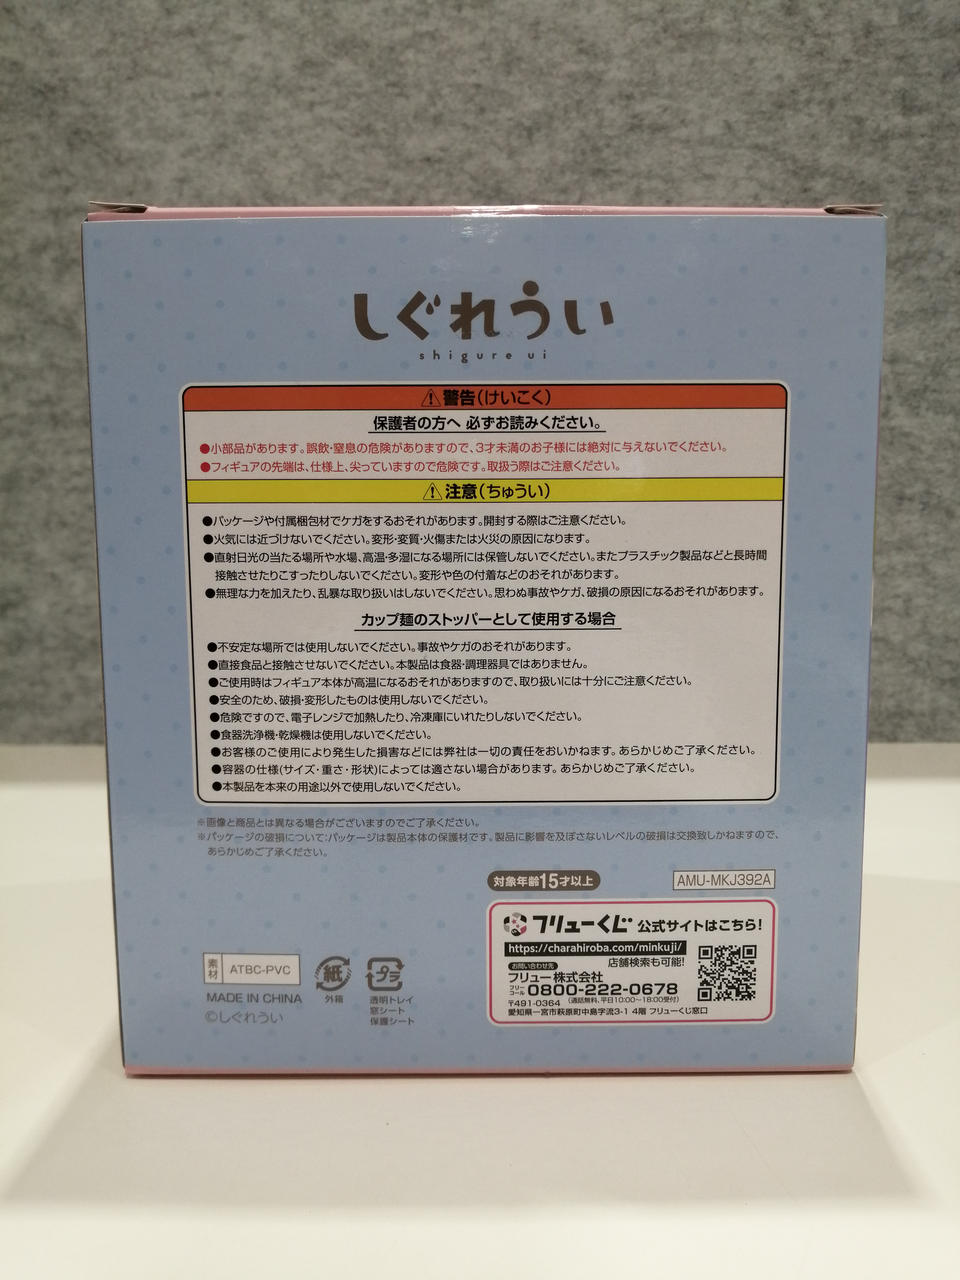 しぐれうい
shigure ui
⚠警告(けいこく)
保護者の方へ 必ずお読みください。
●小部品があります。誤飲・窒息の危険がありますので、3才未満のお子様には絶対に与えないでください。
●フィギュアの先端は、仕様上、尖っていますので危険です。取扱う際はご注意ください。
⚠注意(ちゅうい)
●パッケージや付属梱包材でケガをするおそれがあります。開封する際はご注意ください。
●火気には近づけないでください。変形・変質・火傷または火災の原因になります。
●直射日光の当たる場所や水場、高温・多湿になる場所には保管しないでください。またプラスチック製品などと長時間
接触させたりこすったりしないでください。変形や色の付着などのおそれがあります。
●無理な力を加えたり、乱暴な取り扱いはしないでください。思わぬ事故やケガ、破損の原因になるおそれがあります。
カップ麺のストッパーとして使用する場合
●不安定な場所では使用しないでください。事故やケガのおそれがあります。
●直接食品と接触させないでください。本製品は食器・調理器具ではありません。
●ご使用時はフィギュア本体が高温になるおそれがありますので、取り扱いには十分にご注意ください。
●安全のため、破損・変形したものは使用しないでください。
●危険ですので、電子レンジで加熱したり、冷凍庫にいれたりしないでください。
●食器洗浄機・乾燥機は使用しないでください。
●お客様のご使用により発生した損害などには弊社は一切の責任をおいかねます。あらかじめご了承ください。
●容器の仕様(サイズ・重さ・形状)によっては適さない場合があります。あらかじめご了承ください。
●本製品を本来の用途以外で使用しないでください。
※画像と商品とは異なる場合がございますのでご了承ください。
※パッケージの破損について:パッケージは製品本体の保護材です。製品に影響を及ぼさないレベルの破損は交換致しかねますので、
あらかじめご了承ください。
対象年齢15才以上
AMU-MKJ392A
フリューくじ 公式サイトはこちら!
https://charahiroba.com/minkuji/
店舗検索も可能!
お問い合わせ先
フリュー株式会社
フリーコール 0800-222-0678
〒491-0364 (通話無料、平日10:00~18:00受付)
愛知県一宮市萩原町中島字流3-1 4階 フリューくじ窓口
素材 ATBC-PVC
MADE IN CHINA
©しぐれうい
紙
外箱
プラ
透明トレイ
窓シート
保護シート